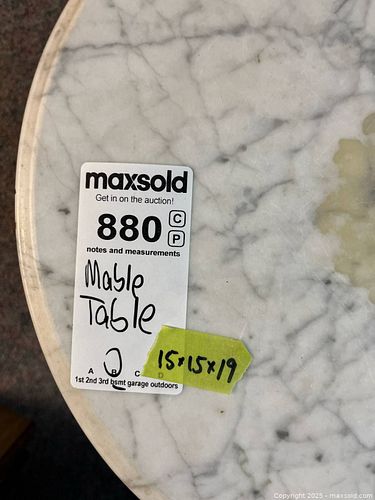 maxsold
Get in on the auction!
880 C
P
notes and measurements
Mable
Table
A B C D
15x15x19
1st 2nd 3rd bsmt garage outdoors
Copyright 2025 - maxsold.com